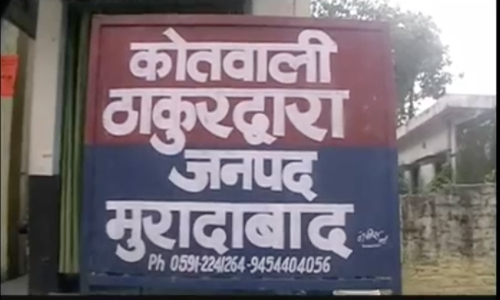 कोतवाली
ठाकुरद्वारा
जनपद
मुरादाबाद
Ph 0591-2241264-9454404056